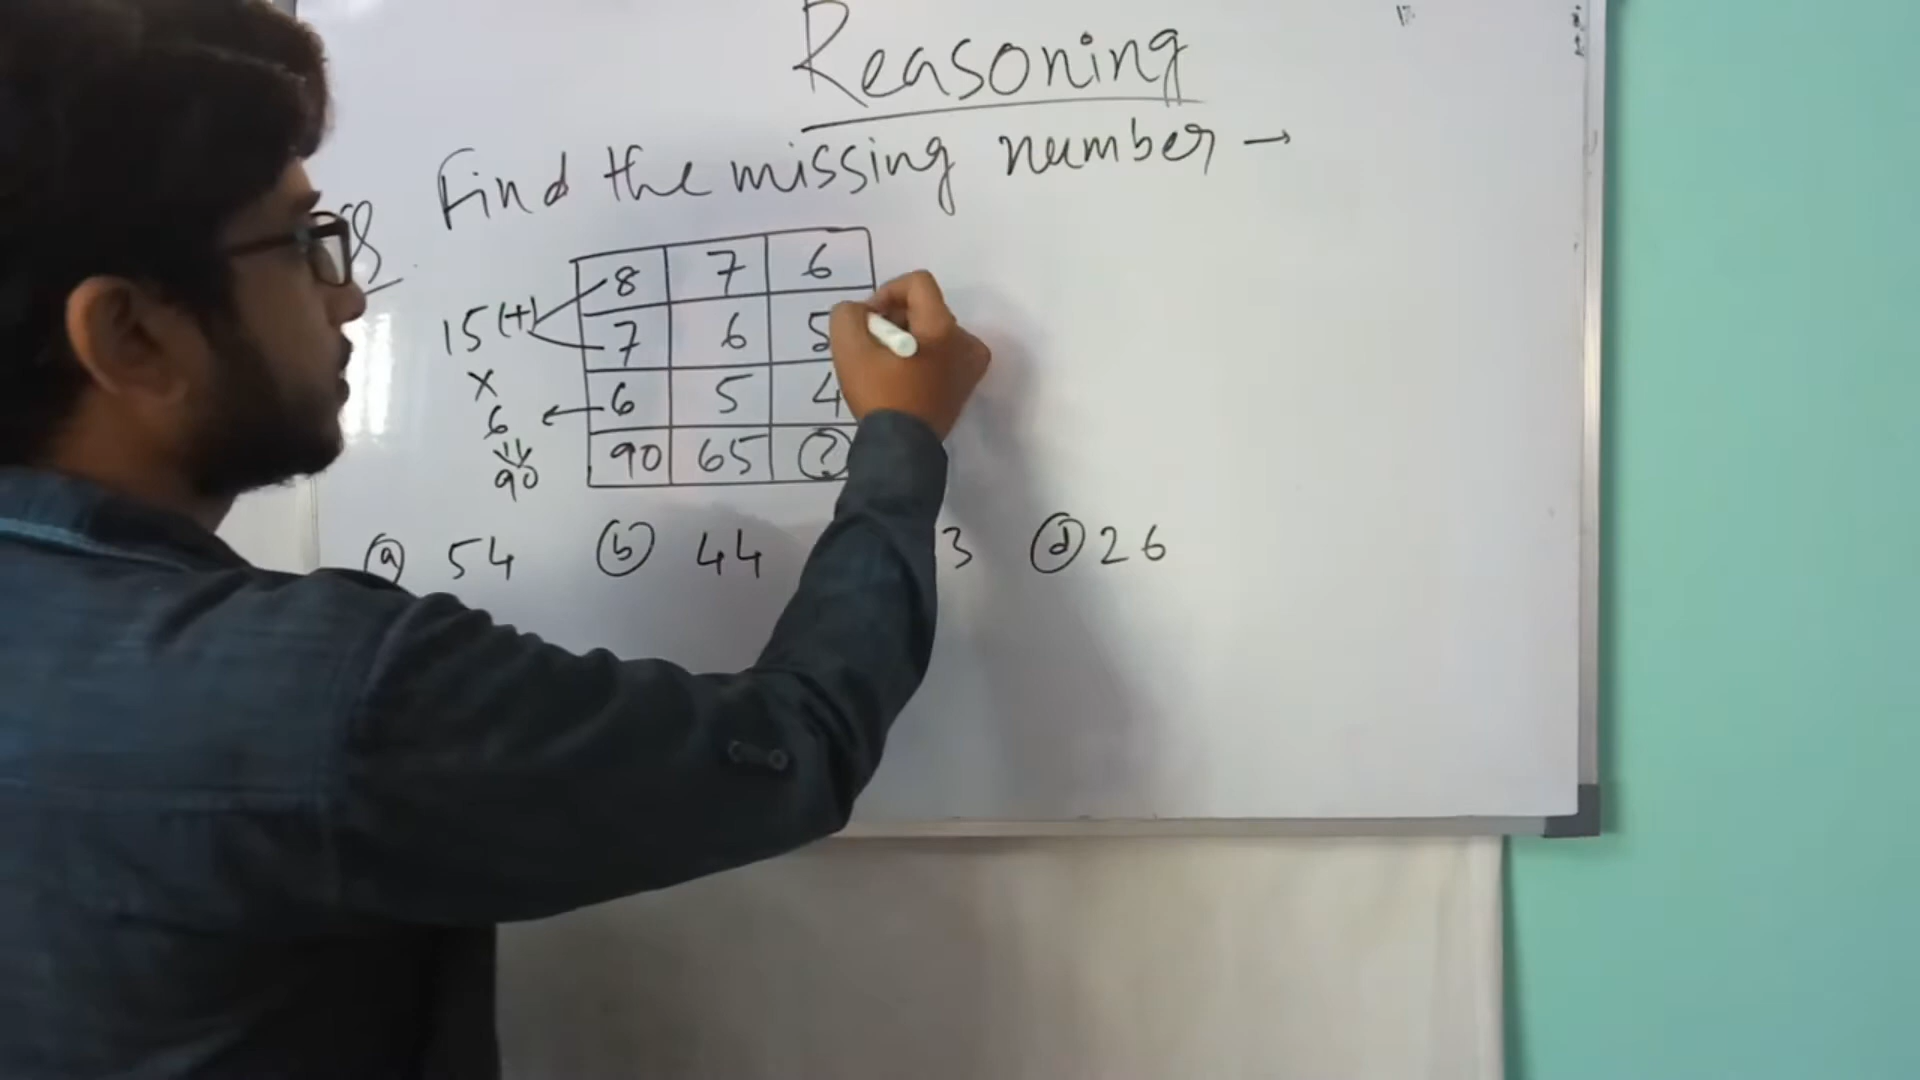 Reasoning
Q. Find the missing number →
8 7 6
15 (+) 7 6 5
×
6 ← 6 5 4
90 90 65 ?
(a) 54 (b) 44 3 (d) 26